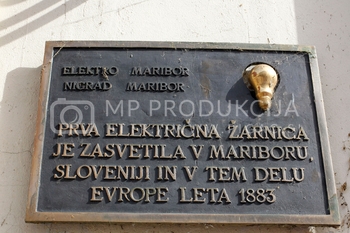 ELEKTRO MARIBOR
NIGRAD MARIBOR
MP PRODUKCIJA
PRVA ELEKTRIČNA ŽARNICA
JE ZASVETILA V MARIBORU,
SLOVENIJI IN V TEM DELU
EVROPE LETA 1883